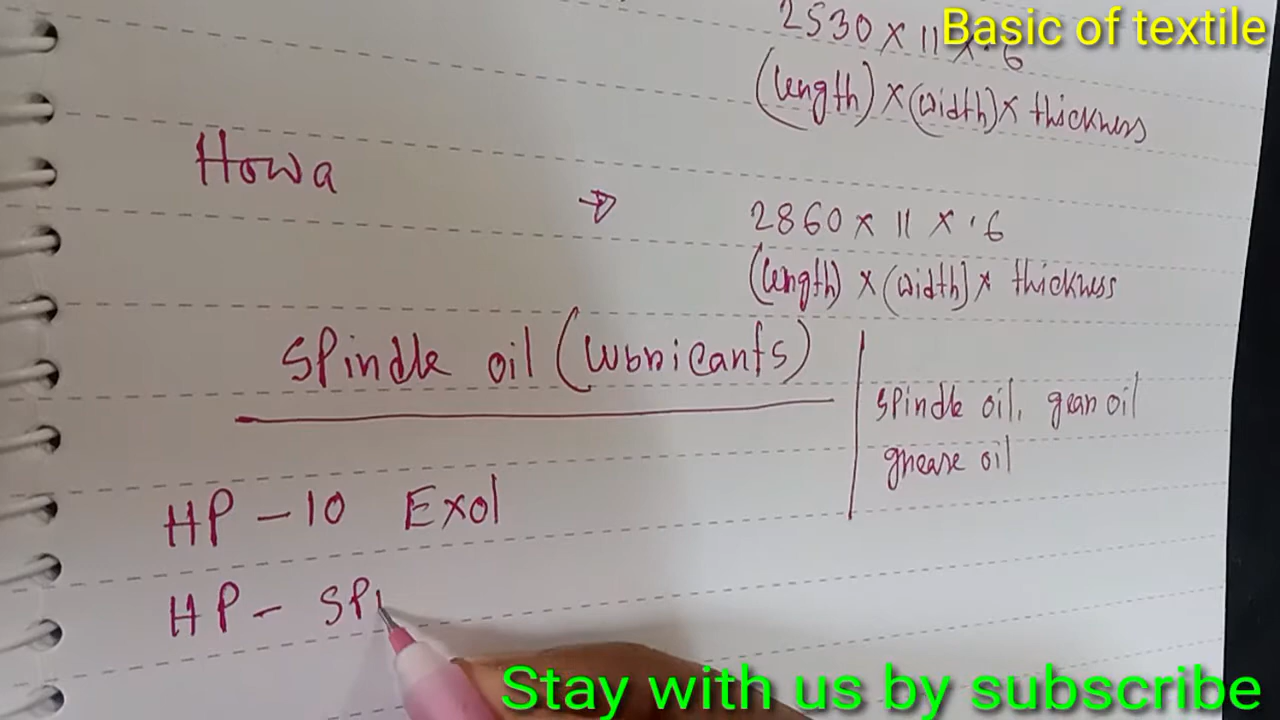 Basic of textile
2530 x 11 x .6
(length) x (width) x thickness
Howa → 2860 x 11 x .6
(length) x (width) x thickness
Spindle oil (lubricants)
spindle oil, gear oil
grease oil
HP - 10 Exol
HP - SPI
Stay with us by subscribe